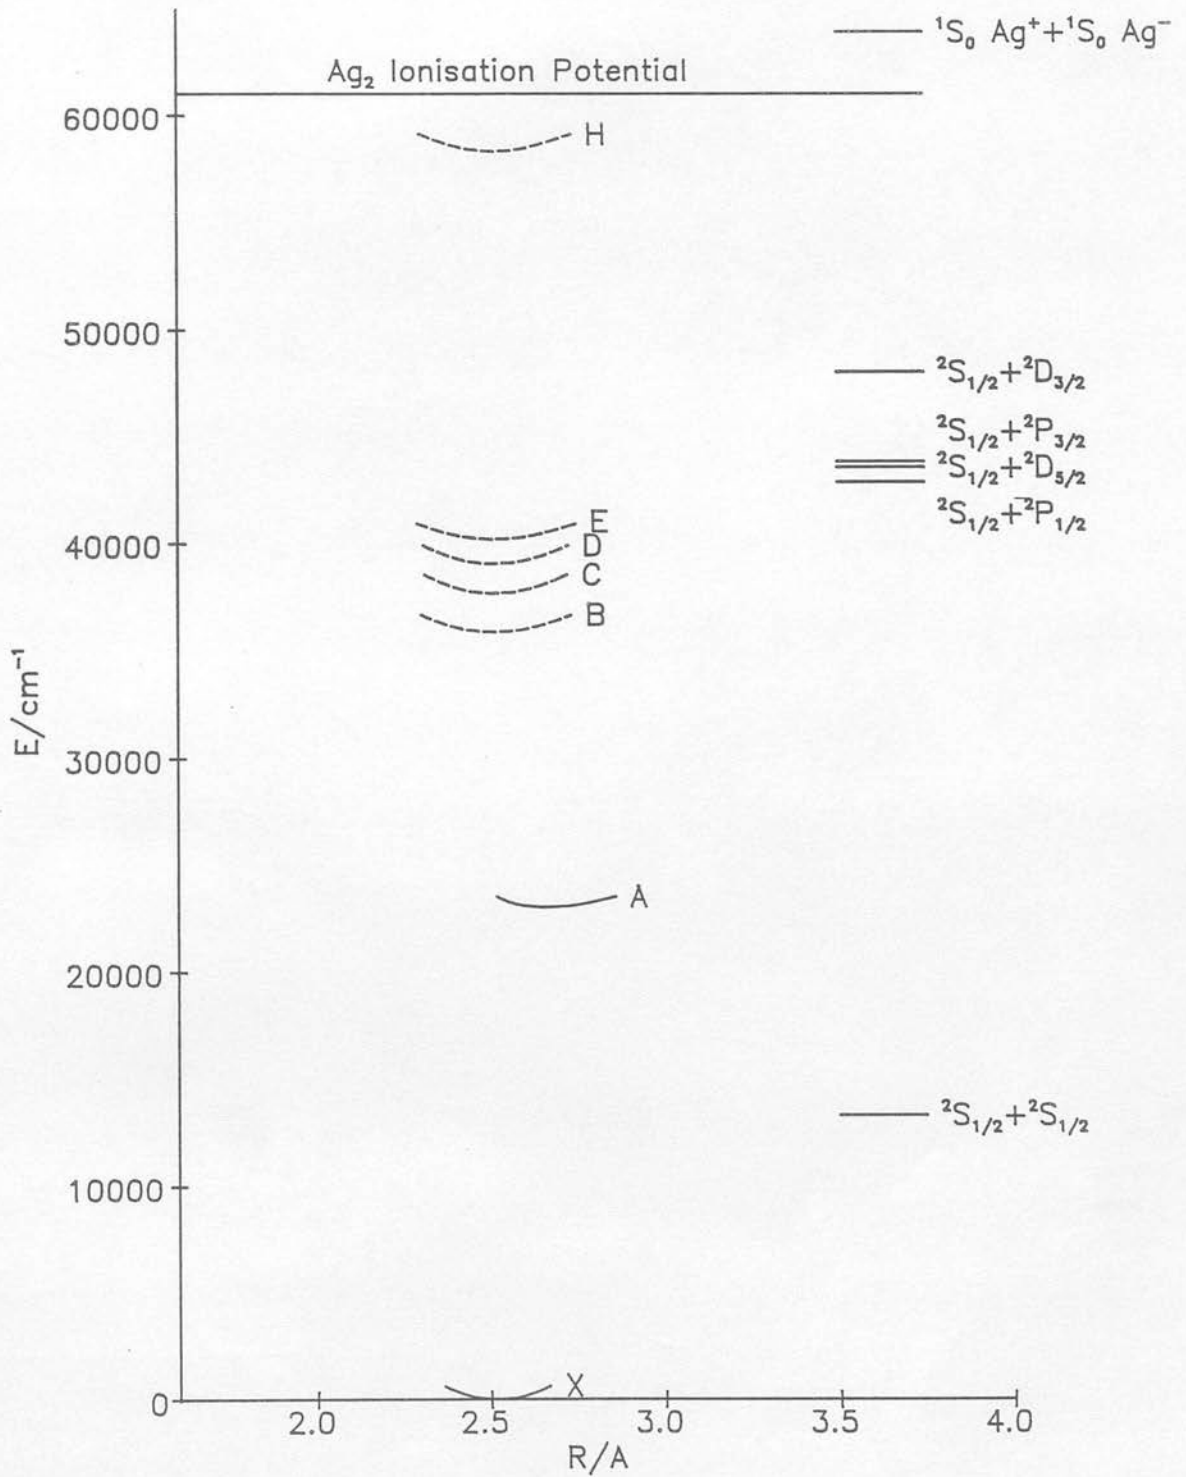 ¹S₀ Ag⁺+¹S₀ Ag⁻
Ag₂ Ionisation Potential
60000
H
50000
²S₁/₂+²D₃/₂
²S₁/₂+²P₃/₂
²S₁/₂+²D₅/₂
²S₁/₂+²P₁/₂
E
40000
D
C
B
E/cm⁻¹
30000
A
20000
²S₁/₂+²S₁/₂
10000
X
0
2.0 2.5 3.0 3.5 4.0
R/A